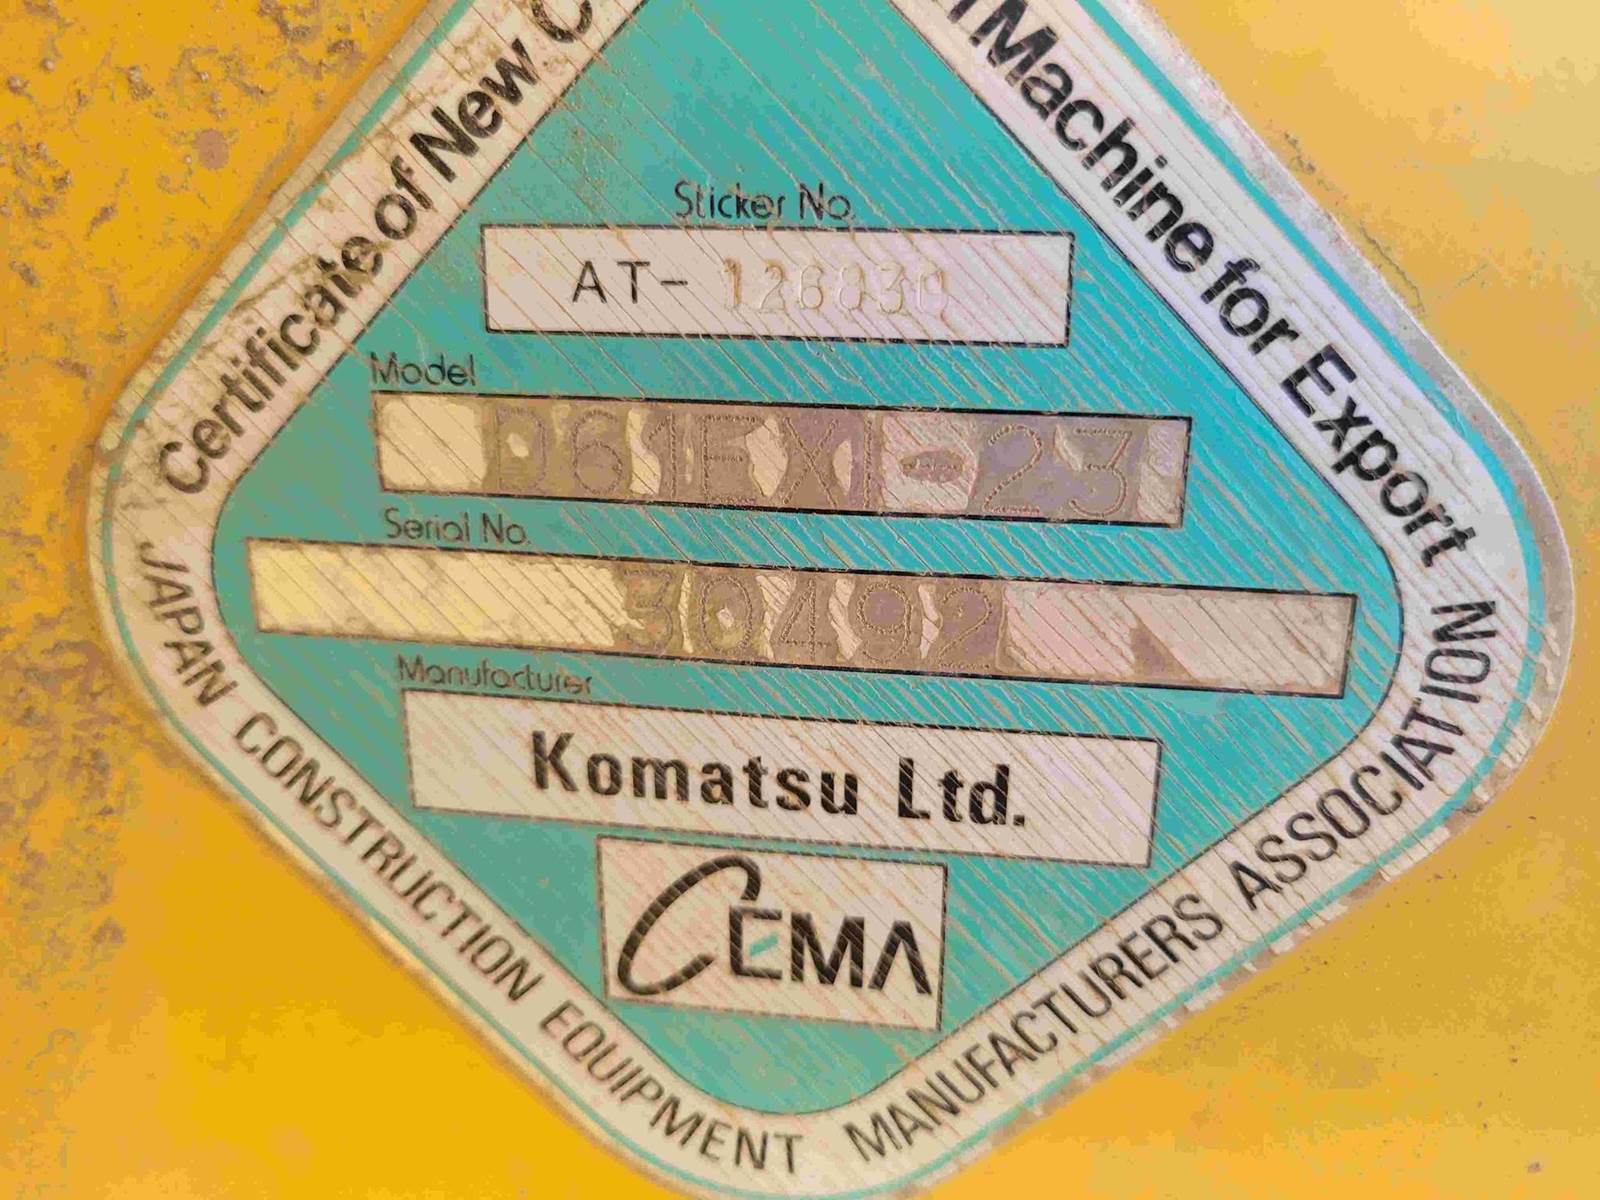 Certificate of New C
n Machine for Export
Sticker No.
AT-126830
Model
D61EXI-23
Serial No.
30492
Manufacturer
Komatsu Ltd.
CEMA
JAPAN CONSTRUCTION EQUIPMENT MANUFACTURERS ASSOCIATION